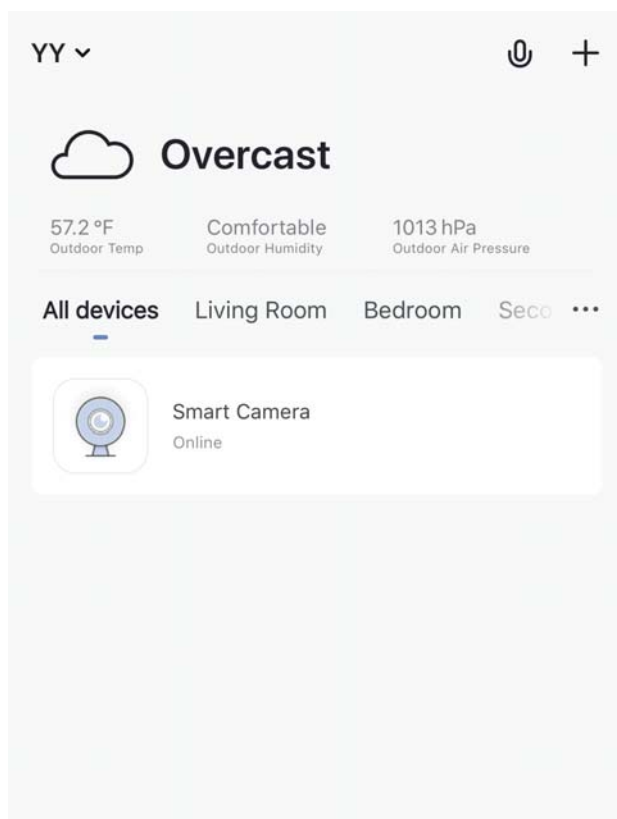 YY
Overcast
57.2 °F Comfortable 1013 hPa
Outdoor Temp Outdoor Humidity Outdoor Air Pressure
All devices Living Room Bedroom Seco ···
Smart Camera
Online